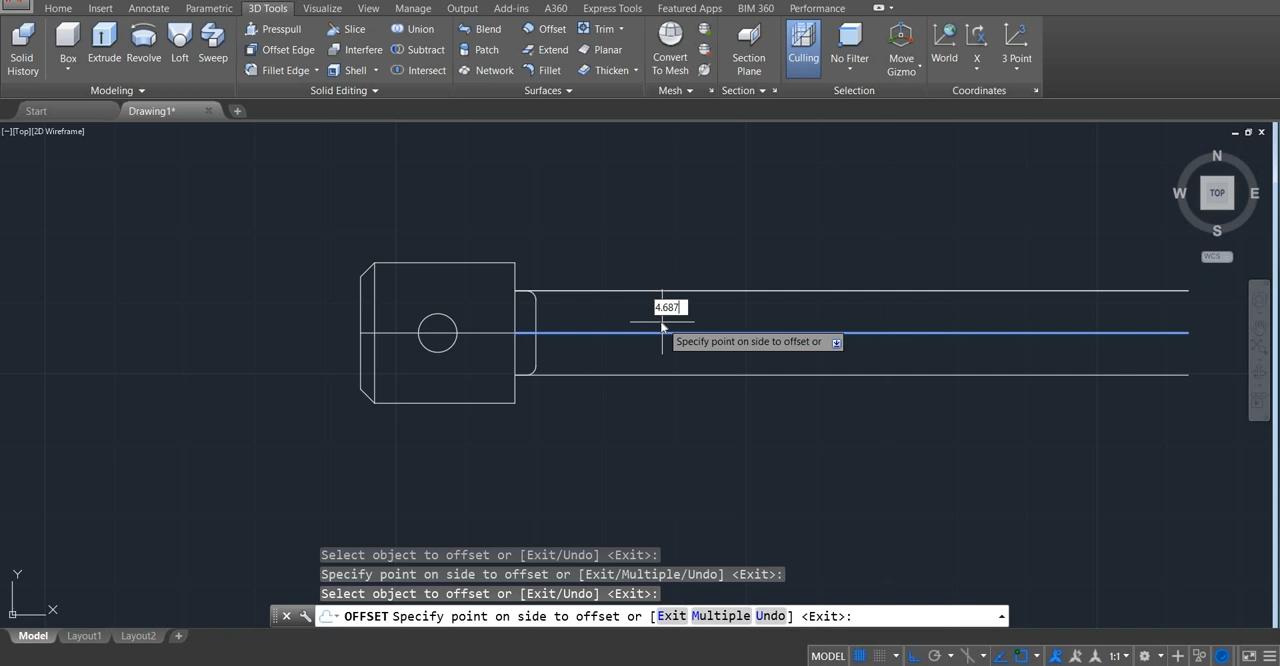 Home Insert Annotate Parametric 3D Tools Visualize View Manage Output Add-ins A360 Express Tools Featured Apps BIM 360 Performance
Presspull Slice Union Blend Offset Trim
Solid History Box Extrude Revolve Loft Sweep Offset Edge Interfere Subtract Patch Extend Planar Convert To Mesh Section Plane Culling No Filter Move Gizmo World X 3 Point
Fillet Edge Shell Intersect Network Fillet Thicken
Modeling Solid Editing Surfaces Mesh Section Selection Coordinates
Start Drawing1*
[−][Top][2D Wireframe]
N
W TOP E
S
WCS
4.687
Specify point on side to offset or
Select object to offset or [Exit/Undo] <Exit>:
Specify point on side to offset or [Exit/Multiple/Undo] <Exit>:
Select object to offset or [Exit/Undo] <Exit>:
Y
X
OFFSET Specify point on side to offset or [Exit Multiple Undo] <Exit>:
Model Layout1 Layout2
MODEL 1:1